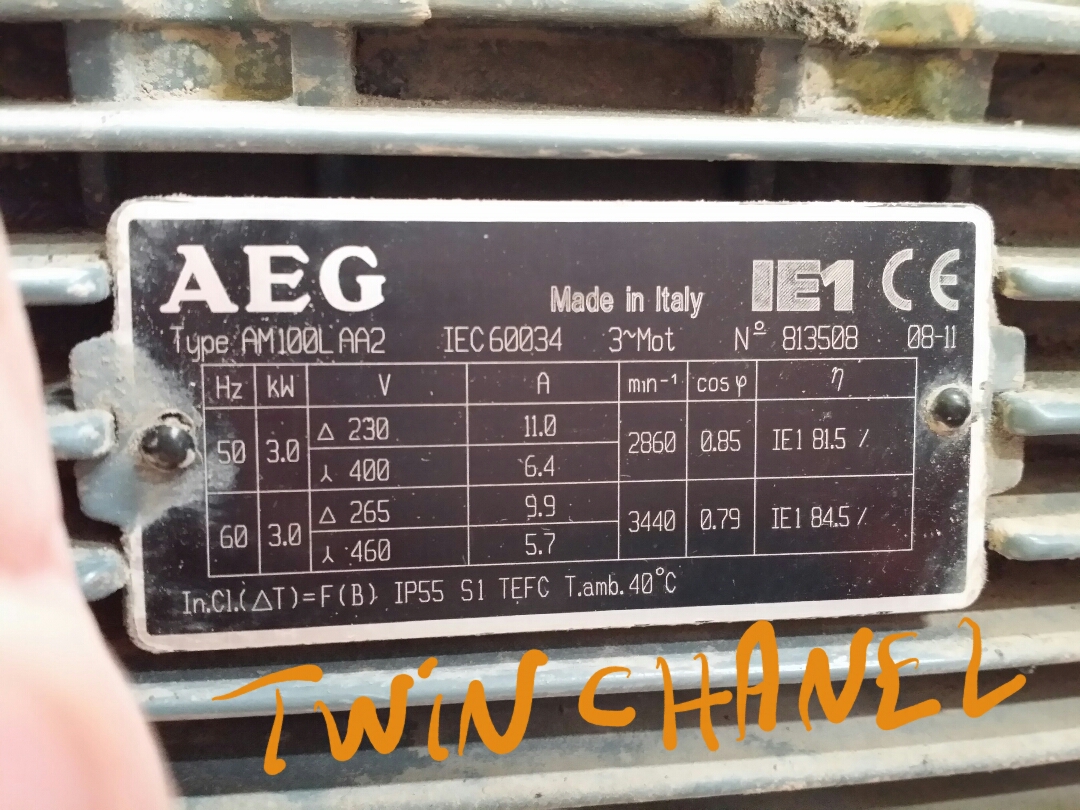 AEG
Made in Italy IE1 CE
Type AM100L AA2 IEC 60034 3~Mot Nº 813508 08-11
Hz kW V A min⁻¹ cos φ η
50 3.0 Δ 230 11.0 2860 0.85 IE1 81.5 %
⅄ 400 6.4
60 3.0 Δ 265 9.9 3440 0.79 IE1 84.5 %
⅄ 460 5.7
In.Cl.(ΔT)=F(B) IP55 S1 TEFC T.amb.40°C
TWiN CHANEL